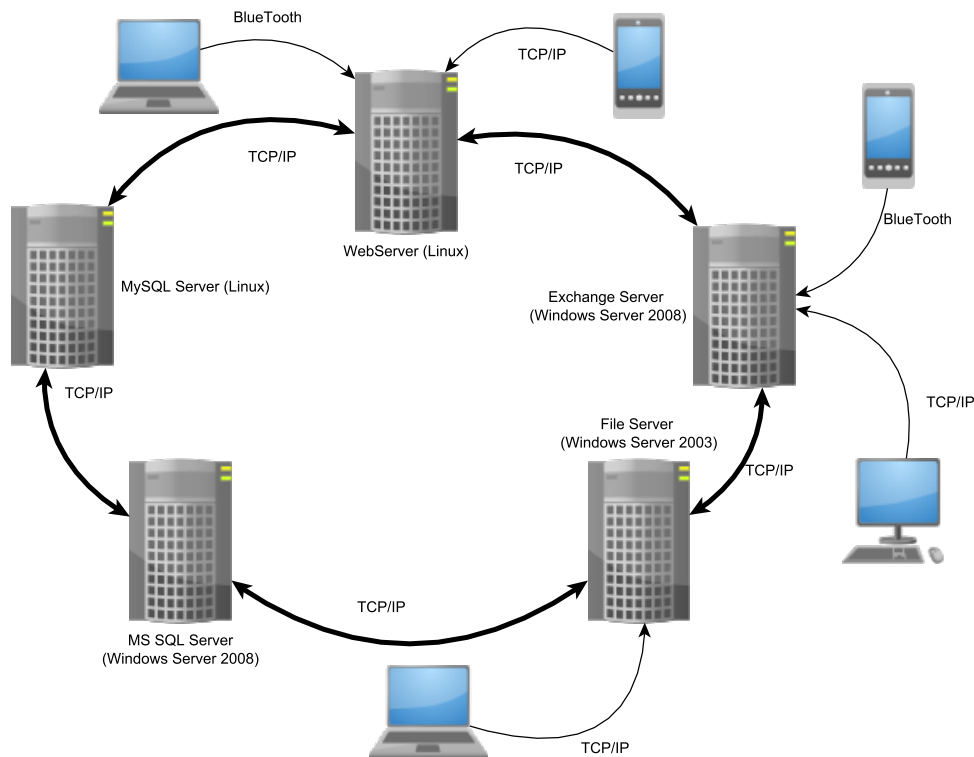 BlueTooth
TCP/IP
TCP/IP
TCP/IP
BlueTooth
WebServer (Linux)
MySQL Server (Linux)
Exchange Server
(Windows Server 2008)
TCP/IP
TCP/IP
File Server
(Windows Server 2003)
TCP/IP
TCP/IP
MS SQL Server
(Windows Server 2008)
TCP/IP